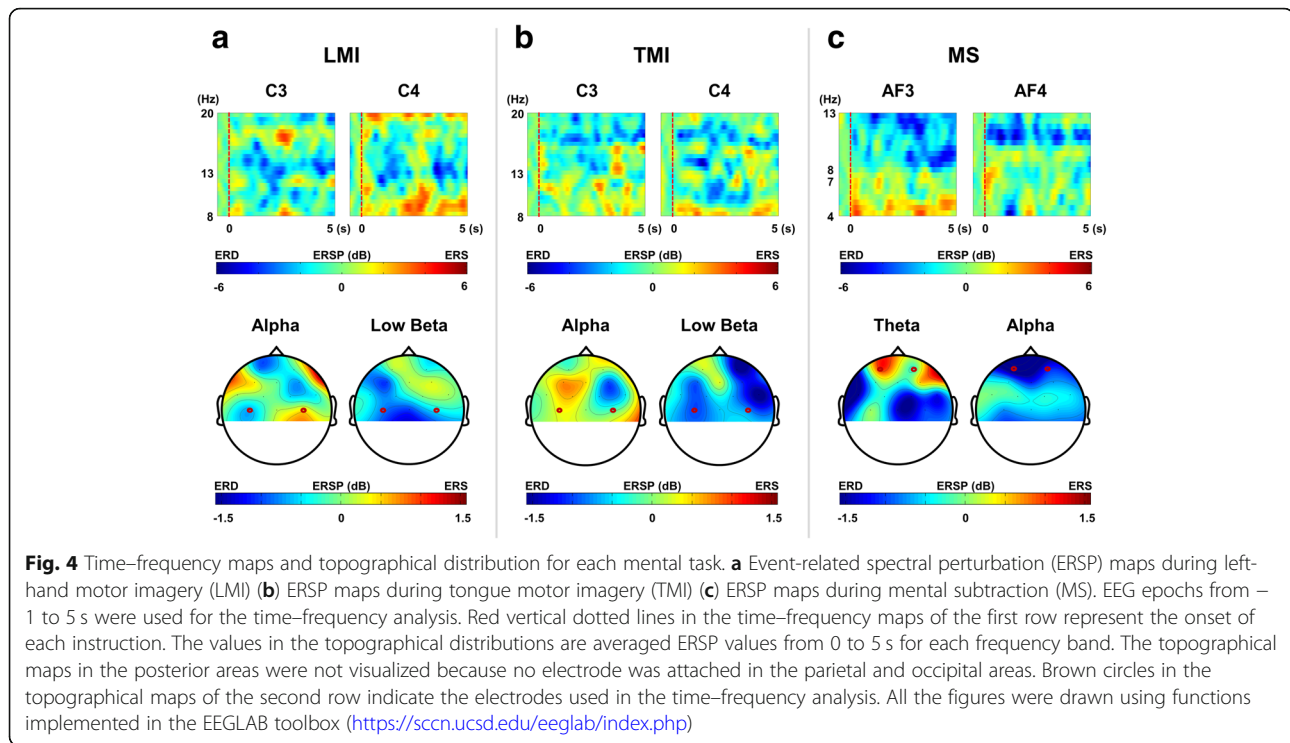 a
LMI
C3 C4
(Hz)
20
13
8
0 5 (s) 0 5 (s)
ERD ERSP (dB) ERS
-6 0 6
Alpha Low Beta
ERD ERSP (dB) ERS
-1.5 0 1.5
b
TMI
C3 C4
(Hz)
20
13
8
0 5 (s) 0 5 (s)
ERD ERSP (dB) ERS
-6 0 6
Alpha Low Beta
ERD ERSP (dB) ERS
-1.5 0 1.5
c
MS
AF3 AF4
(Hz)
13
8
7
4
0 5 (s) 0 5 (s)
ERD ERSP (dB) ERS
-6 0 6
Theta Alpha
ERD ERSP (dB) ERS
-1.5 0 1.5
Fig. 4 Time–frequency maps and topographical distribution for each mental task. a Event-related spectral perturbation (ERSP) maps during left-
hand motor imagery (LMI) (b) ERSP maps during tongue motor imagery (TMI) (c) ERSP maps during mental subtraction (MS). EEG epochs from −
1 to 5 s were used for the time–frequency analysis. Red vertical dotted lines in the time–frequency maps of the first row represent the onset of
each instruction. The values in the topographical distributions are averaged ERSP values from 0 to 5 s for each frequency band. The topographical
maps in the posterior areas were not visualized because no electrode was attached in the parietal and occipital areas. Brown circles in the
topographical maps of the second row indicate the electrodes used in the time–frequency analysis. All the figures were drawn using functions
implemented in the EEGLAB toolbox (https://sccn.ucsd.edu/eeglab/index.php)